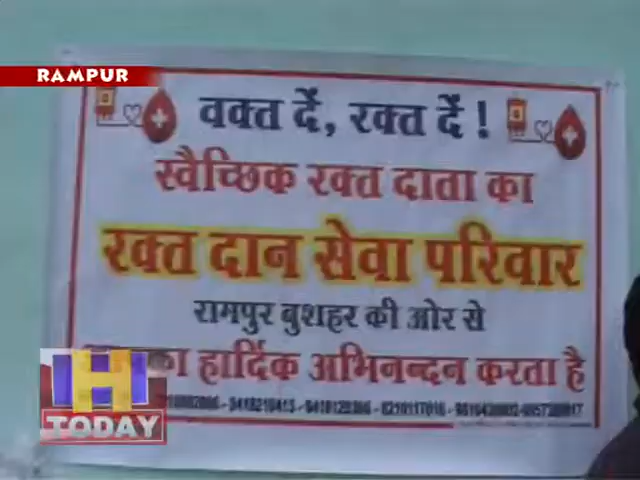 RAMPUR
वक्त दें, रक्त दें !
स्वैच्छिक रक्त दाता का
रक्त दान सेवा परिवार
रामपुर बुशहर की ओर से
हार्दिक अभिनन्दन करता है
H
TODAY